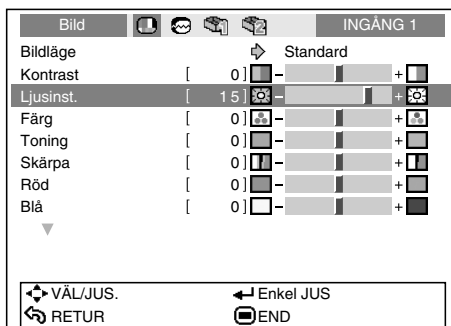 Bild INGÅNG 1
Bildläge Standard
Kontrast [ 0] - +
Ljusinst. [ 15] - +
Färg [ 0] - +
Toning [ 0] - +
Skärpa [ 0] - +
Röd [ 0] - +
Blå [ 0] - +
VÄL/JUS. Enkel JUS
RETUR END